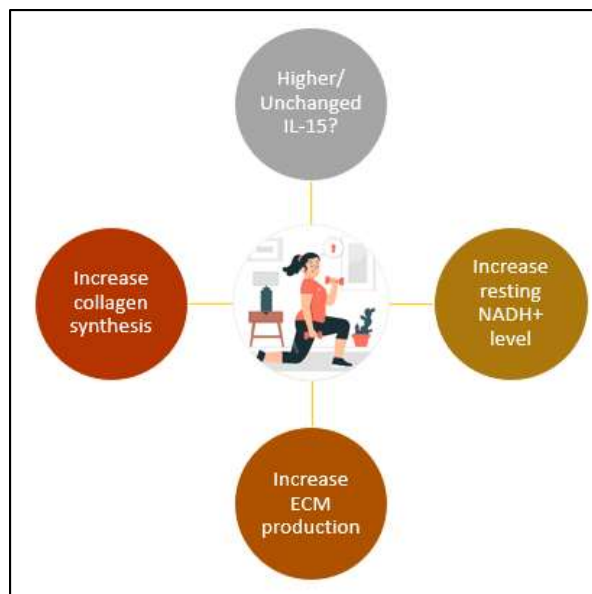 Higher/
Unchanged
IL-15?
Increase
collagen
synthesis
Increase
resting
NADH+
level
Increase
ECM
production